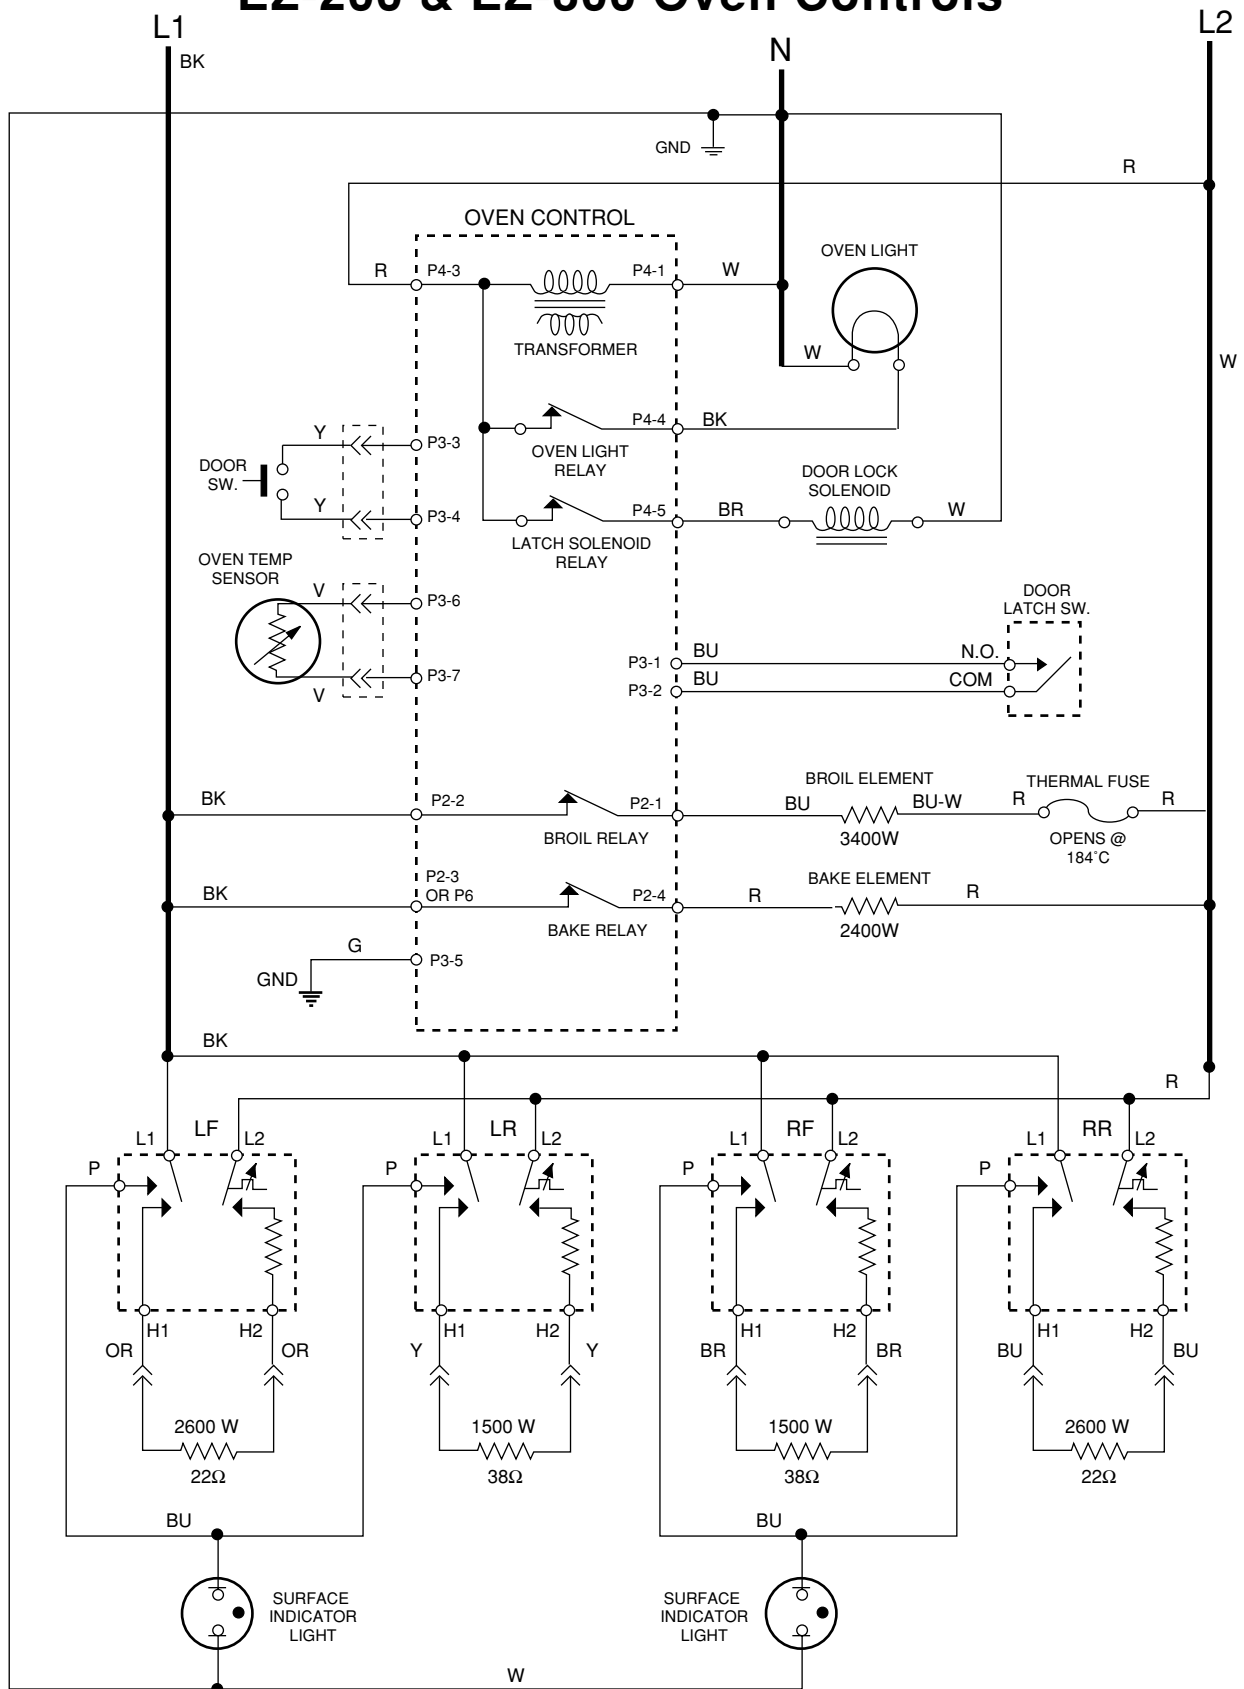 & Oven Controls
L1
N
L2
BK
GND
R
OVEN CONTROL
OVEN LIGHT
R P4-3 P4-1 W
TRANSFORMER
W
W
P4-4 BK
OVEN LIGHT
RELAY
Y P3-3
DOOR
SW.
Y P3-4
DOOR LOCK
SOLENOID
P4-5 BR W
LATCH SOLENOID
RELAY
OVEN TEMP
SENSOR
V P3-6
V P3-7
DOOR
LATCH SW.
P3-1 BU N.O.
P3-2 BU COM
BROIL ELEMENT THERMAL FUSE
BK P2-2 P2-1 BU BU-W R R
BROIL RELAY 3400W OPENS @
184˚C
P2-3
OR P6
BAKE ELEMENT
BK P2-4 R R
BAKE RELAY 2400W
G P3-5
GND
BK
R
L1 LF L2 L1 LR L2 L1 RF L2 L1 RR L2
P P P P
H1 H2 H1 H2 H1 H2 H1 H2
OR OR Y Y BR BR BU BU
2600 W 1500 W 1500 W 2600 W
22Ω 38Ω 38Ω 22Ω
BU BU
SURFACE
INDICATOR
LIGHT
SURFACE
INDICATOR
LIGHT
W